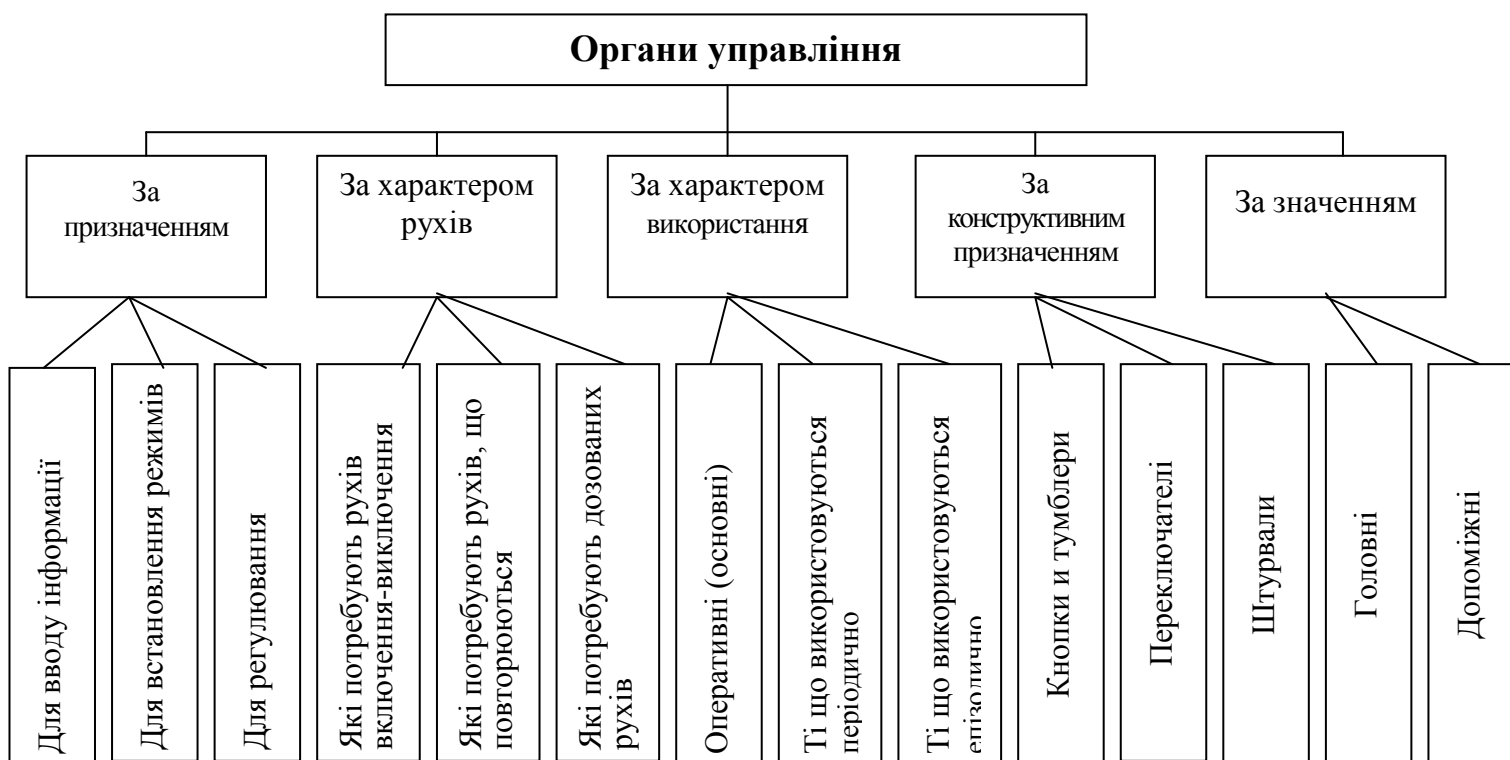 Органи управління
За
призначенням
За характером
рухів
За характером
використання
За
конструктивним
призначенням
За значенням
Для вводу інформації
Для встановлення режимів
Для регулювання
Які потребують рухів
включення-виключення
Які потребують рухів, що
повторюються
Які потребують дозованих
рухів
Оперативні (основні)
Ті що використовуються
періодично
Ті що використовуються
епізодично
Кнопки и тумблери
Переключателі
Штурвали
Головні
Допоміжні